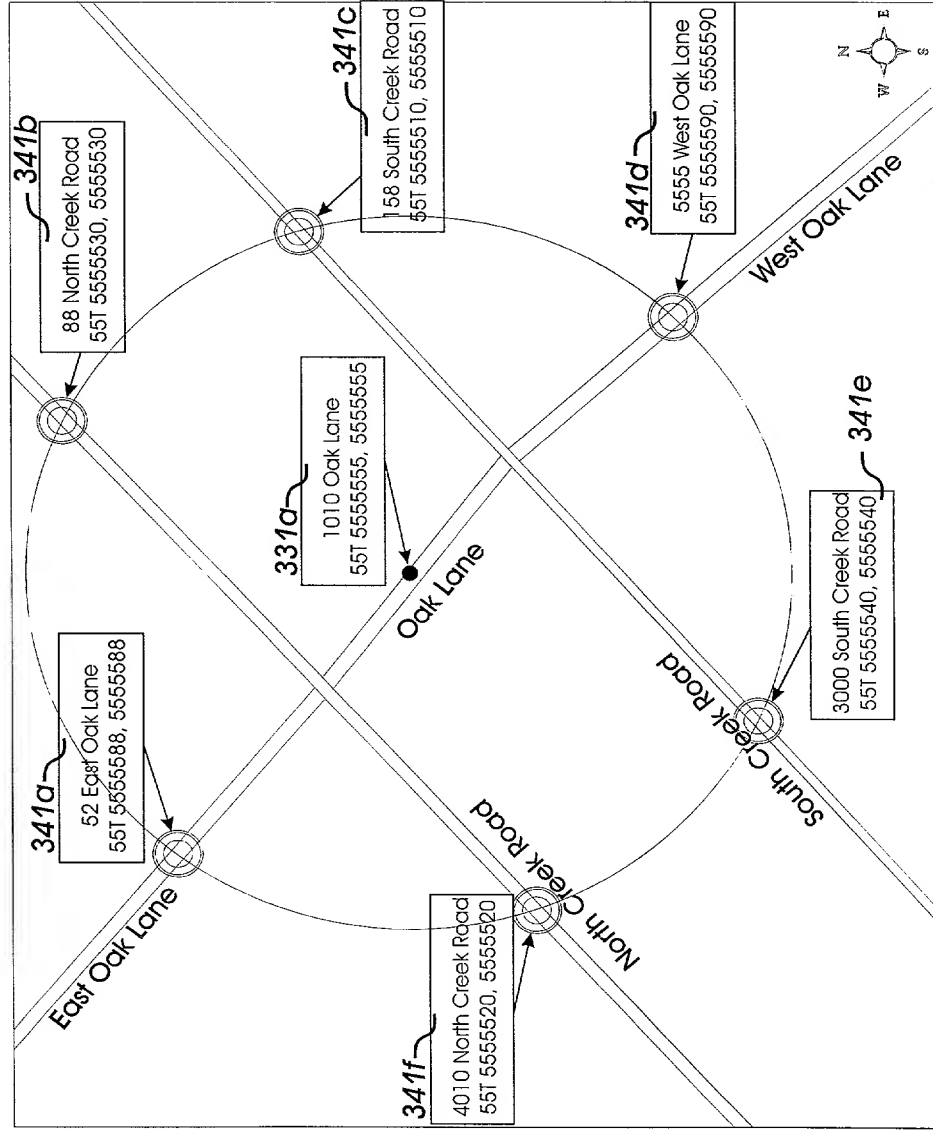 341b
88 North Creek Road
55T 5555530, 5555530
341c
158 South Creek Road
55T 5555510, 5555510
341a
52 East Oak Lane
55T 5555588, 5555588
331a
1010 Oak Lane
55T 5555555, 5555555
341d
5555 West Oak Lane
55T 5555590, 5555590
N
W
E
S
East Oak Lane
Oak Lane
West Oak Lane
341f
4010 North Creek Road
55T 5555520, 5555520
North Creek Road
South Creek Road
341e
3000 South Creek Road
55T 5555540, 5555540